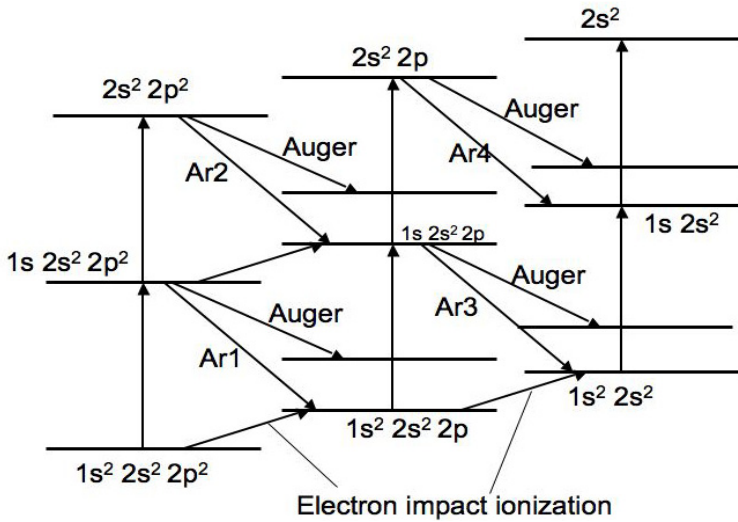 2s²
2s² 2p
2s² 2p²
Auger
Auger
Ar4
Ar2
1s 2s²
1s 2s² 2p
1s 2s² 2p²
Auger
Ar3
Auger
Ar1
1s² 2s²
1s² 2s² 2p
1s² 2s² 2p²
Electron impact ionization